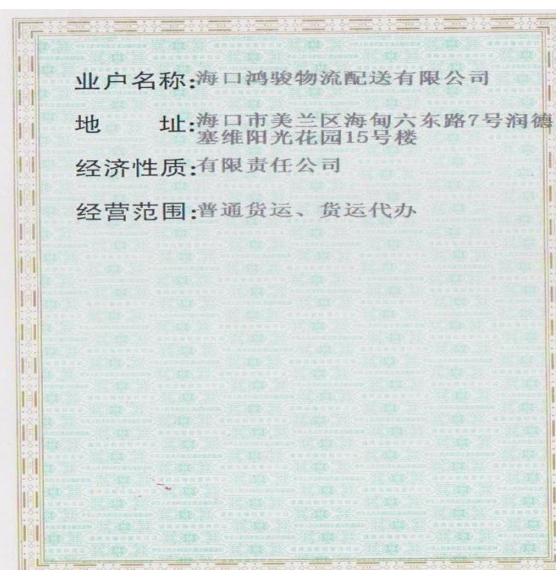 业户名称:海口鸿骏物流配送有限公司
地 址:海口市美兰区海甸六东路7号润德
塞维阳光花园15号楼
经济性质:有限责任公司
经营范围:普通货运、货运代办